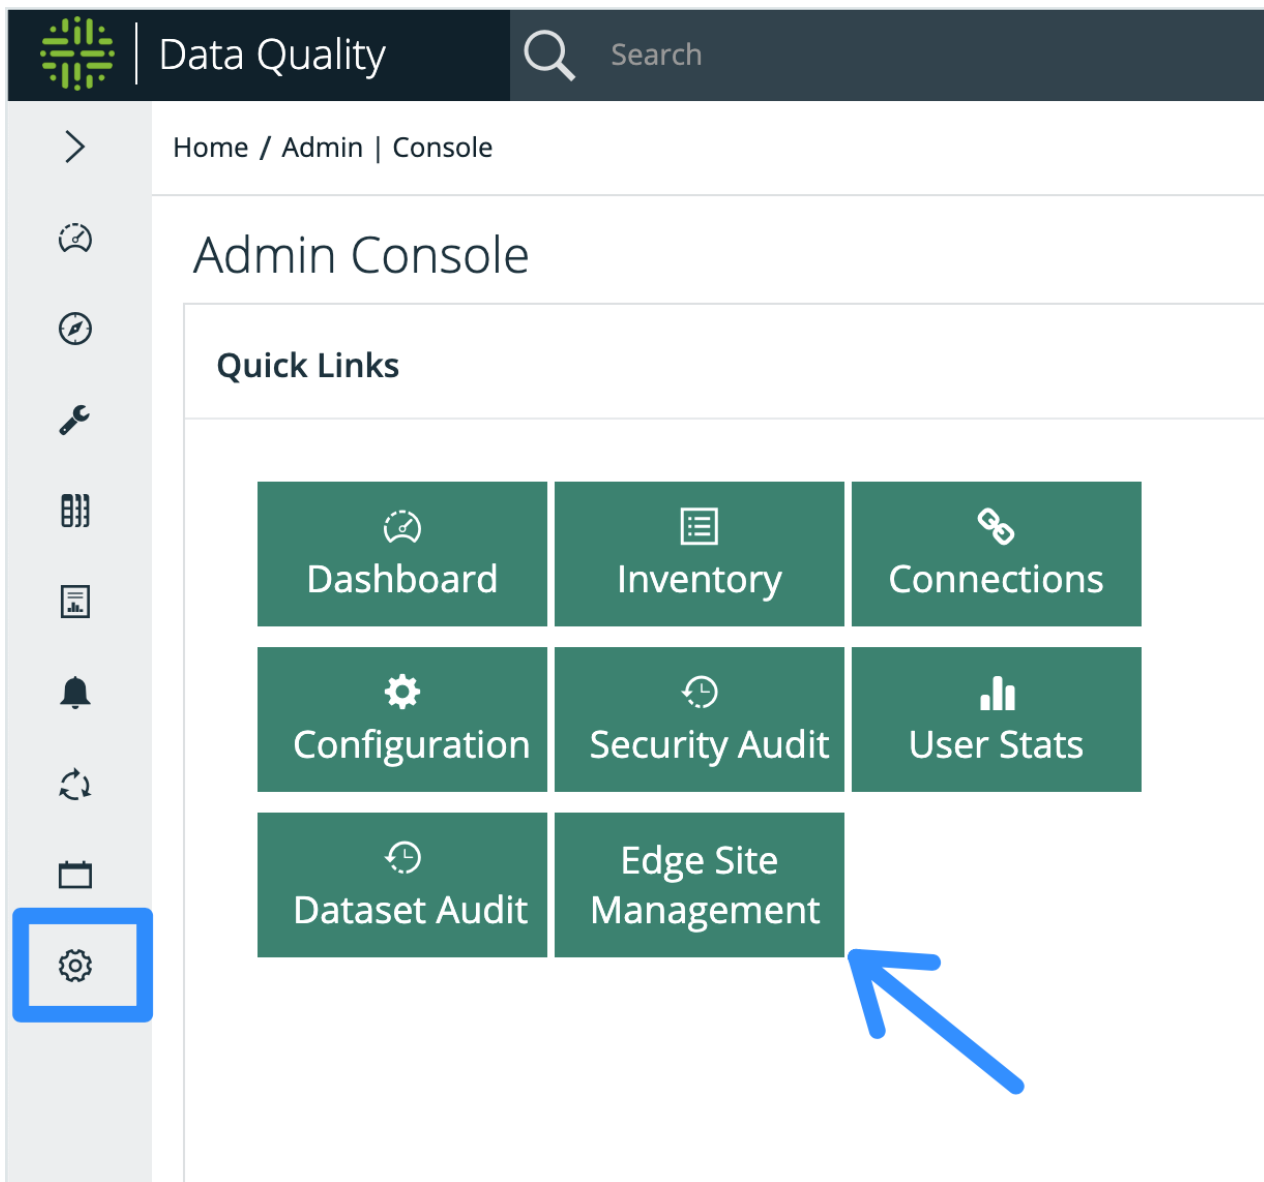 Data Quality
Search
Home / Admin | Console
Admin Console
Quick Links
Dashboard
Inventory
Connections
Configuration
Security Audit
User Stats
Dataset Audit
Edge Site
Management